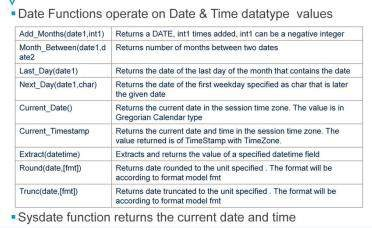 ▪ Date Functions operate on Date & Time datatype values
Add_Months(date1,int1) Returns a DATE, int1 times added, int1 can be a negative integer
Month_Between(date1,d Returns number of months between two dates
ate2
Last_Day(date1) Returns the date of the last day of the month that contains the date
Next_Day(date1,char) Returns the date of the first weekday specified as char that is later
the given date
Current_Date() Returns the current date in the session time zone. The value is in
Gregorian Calendar type
Current_Timestamp Returns the current date and time in the session time zone. The
value returned is of TimeStamp with TimeZone.
Extract(datetime) Extracts and returns the value of a specified datetime field
Round(date,[fmt]) Returns date rounded to the unit specified . The format will be
according to format model fmt
Trunc(date,[fmt]) Returns date truncated to the unit specified . The format will be
according to format model fmt
▪ Sysdate function returns the current date and time